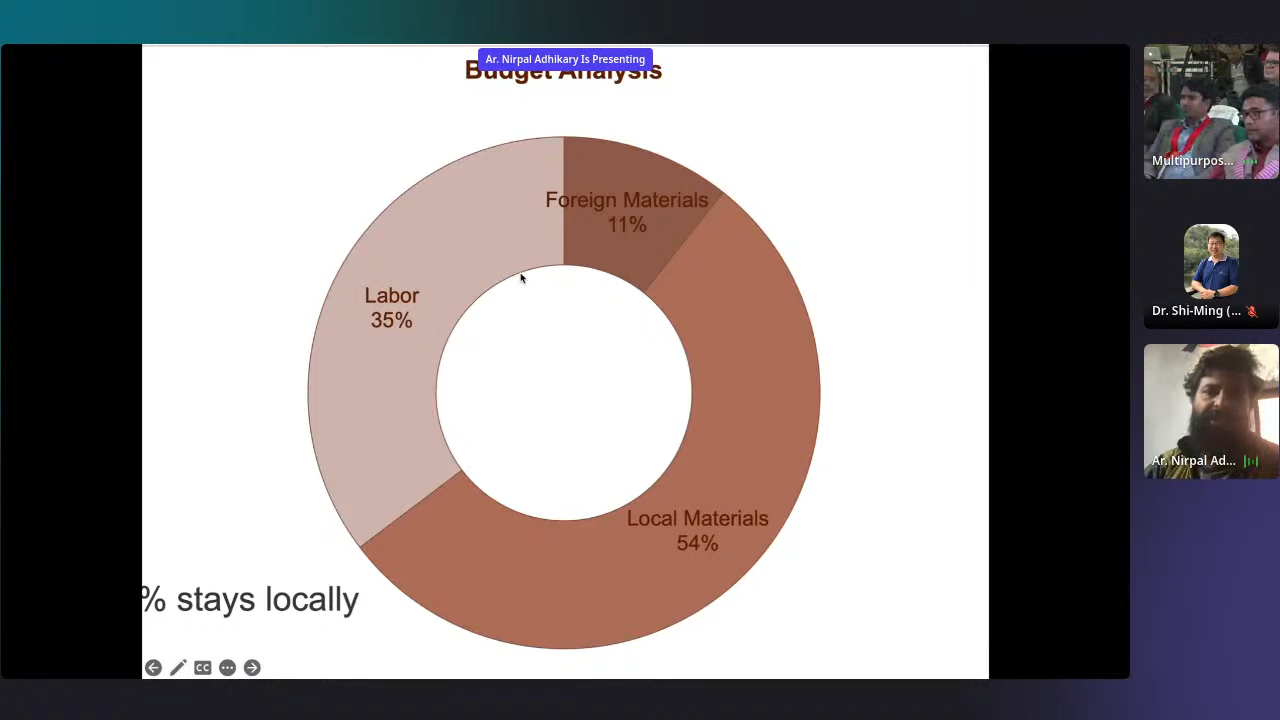 Ar. Nirpal Adhikary Is Presenting
Budget Analysis
Foreign Materials
11%
Labor
35%
Local Materials
54%
% stays locally
CC
Multipurpos...
Dr. Shi-Ming (...
Ar. Nirpal Ad...